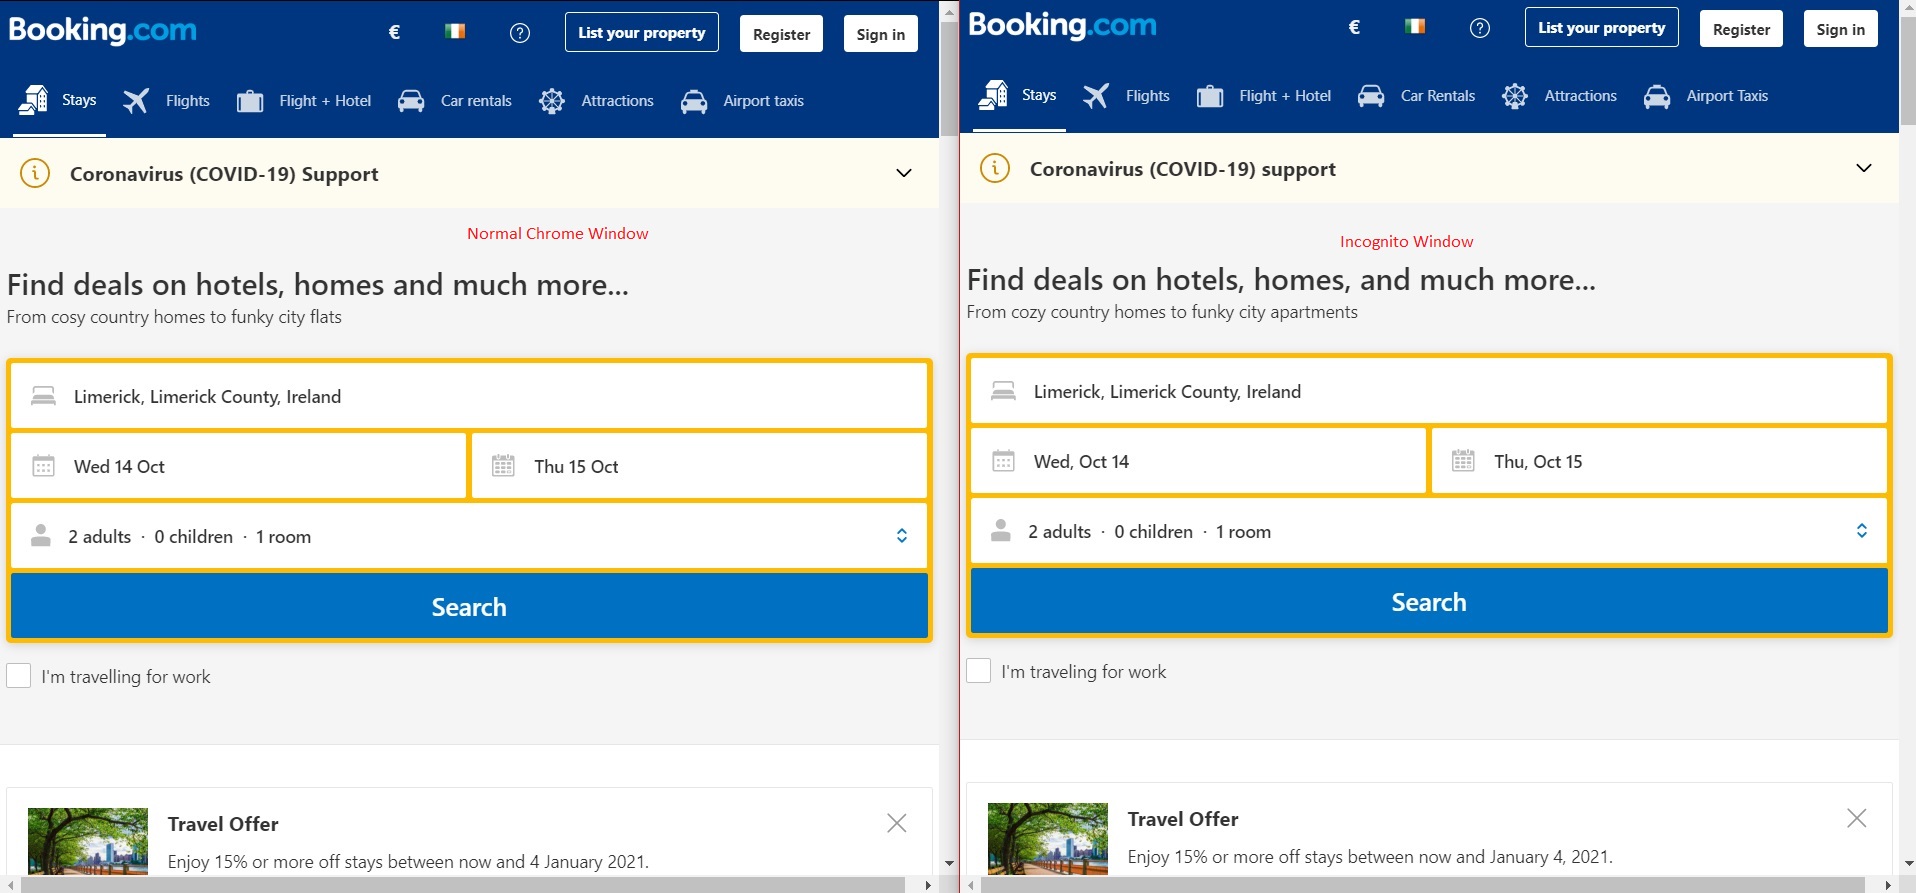 Booking.com
€
?
List your property
Register
Sign in
Stays
Flights
Flight + Hotel
Car rentals
Attractions
Airport taxis
i
Coronavirus (COVID-19) Support
Normal Chrome Window
Find deals on hotels, homes and much more...
From cosy country homes to funky city flats
Limerick, Limerick County, Ireland
Wed 14 Oct
Thu 15 Oct
2 adults · 0 children · 1 room
Search
I'm travelling for work
Travel Offer
Enjoy 15% or more off stays between now and 4 January 2021.
Booking.com
€
?
List your property
Register
Sign in
Stays
Flights
Flight + Hotel
Car Rentals
Attractions
Airport Taxis
i
Coronavirus (COVID-19) support
Incognito Window
Find deals on hotels, homes, and much more...
From cozy country homes to funky city apartments
Limerick, Limerick County, Ireland
Wed, Oct 14
Thu, Oct 15
2 adults · 0 children · 1 room
Search
I'm traveling for work
Travel Offer
Enjoy 15% or more off stays between now and January 4, 2021.